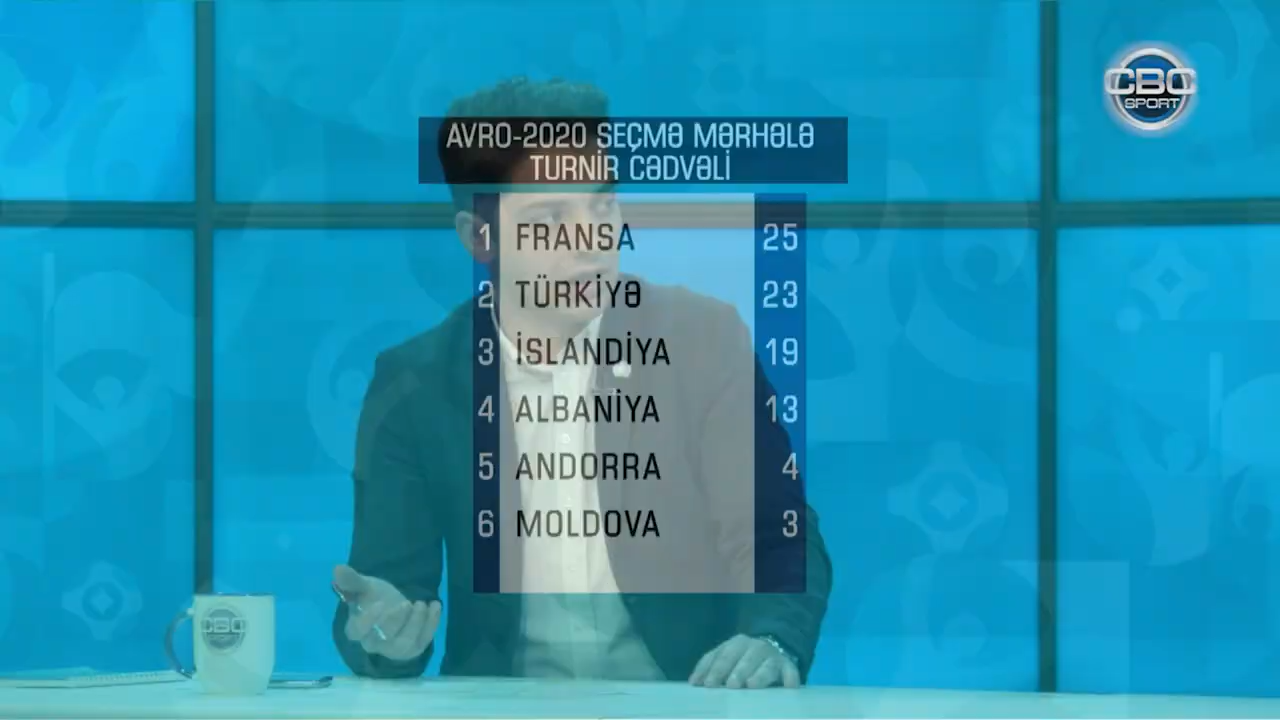 CBC
SPORT
AVRO-2020 SEÇMƏ MƏRHƏLƏ
TURNİR CƏDVƏLİ
1 FRANSA 25
2 TÜRKİYƏ 23
3 İSLANDİYA 19
4 ALBANİYA 13
5 ANDORRA 4
6 MOLDOVA 3
CBC
SPORT